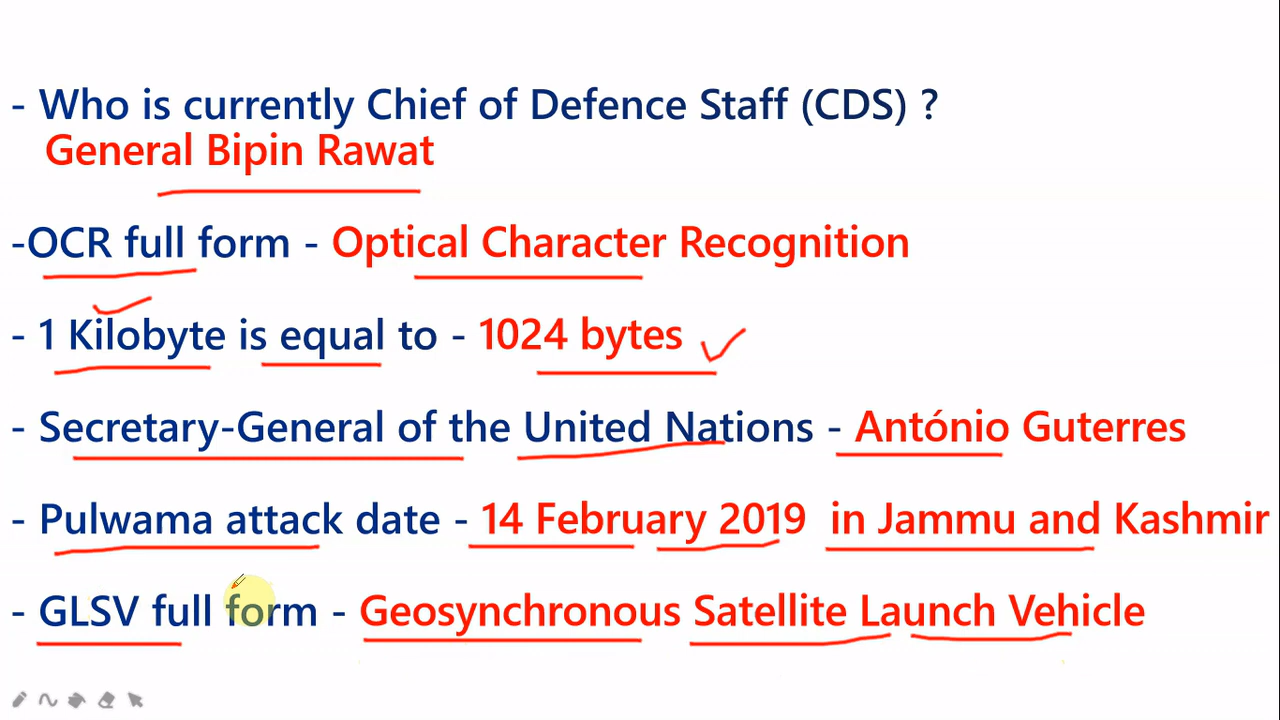 - Who is currently Chief of Defence Staff (CDS) ?
General Bipin Rawat
-OCR full form - Optical Character Recognition
- 1 Kilobyte is equal to - 1024 bytes
- Secretary-General of the United Nations - António Guterres
- Pulwama attack date - 14 February 2019 in Jammu and Kashmir
- GLSV full form - Geosynchronous Satellite Launch Vehicle